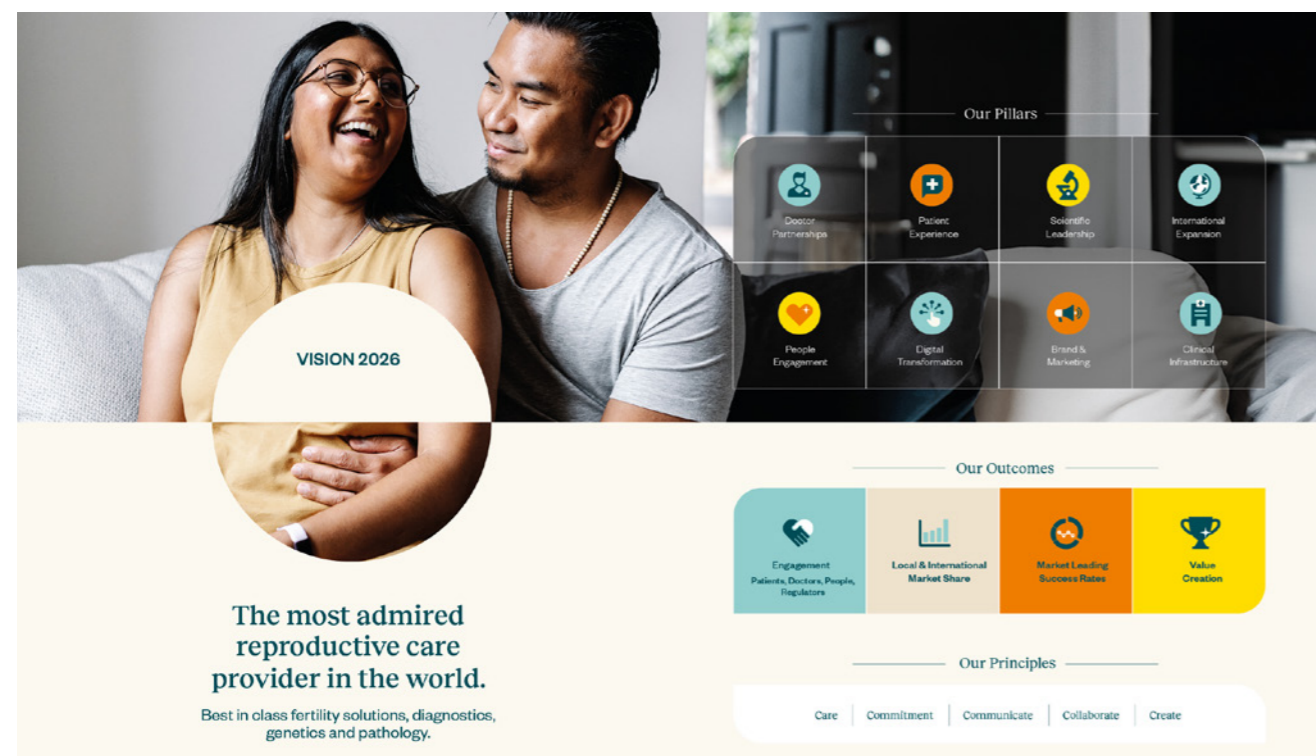 VISION 2026
The most admired
reproductive care
provider in the world.
Best in class fertility solutions, diagnostics,
genetics and pathology.
Our Pillars
Doctor
Partnerships
Patient
Experience
Scientific
Leadership
International
Expansion
People
Engagement
Digital
Transformation
Brand &
Marketing
Clinical
Infrastructure
Our Outcomes
Engagement
Patients, Doctors, People,
Regulators
Local & International
Market Share
Market Leading
Success Rates
Value
Creation
Our Principles
Care
Commitment
Communicate
Collaborate
Create